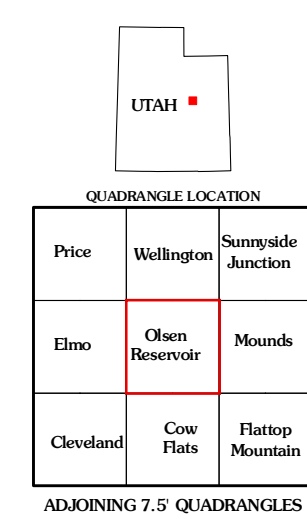 UTAH
QUADRANGLE LOCATION
Price
Wellington
Sunnyside
Junction
Elmo
Olsen
Reservoir
Mounds
Cleveland
Cow
Flats
Flattop
Mountain
ADJOINING 7.5' QUADRANGLES